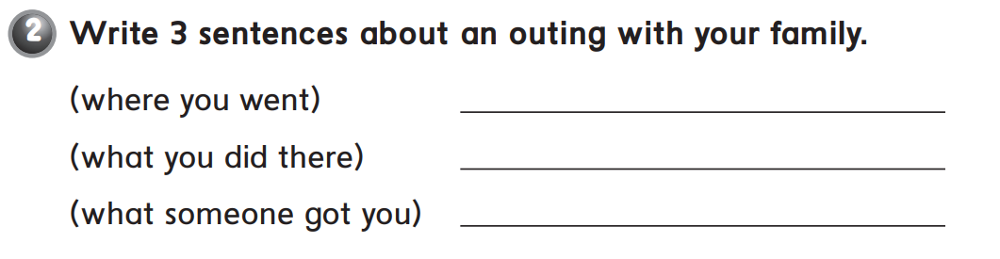 2 Write 3 sentences about an outing with your family.
(where you went)
(what you did there)
(what someone got you)